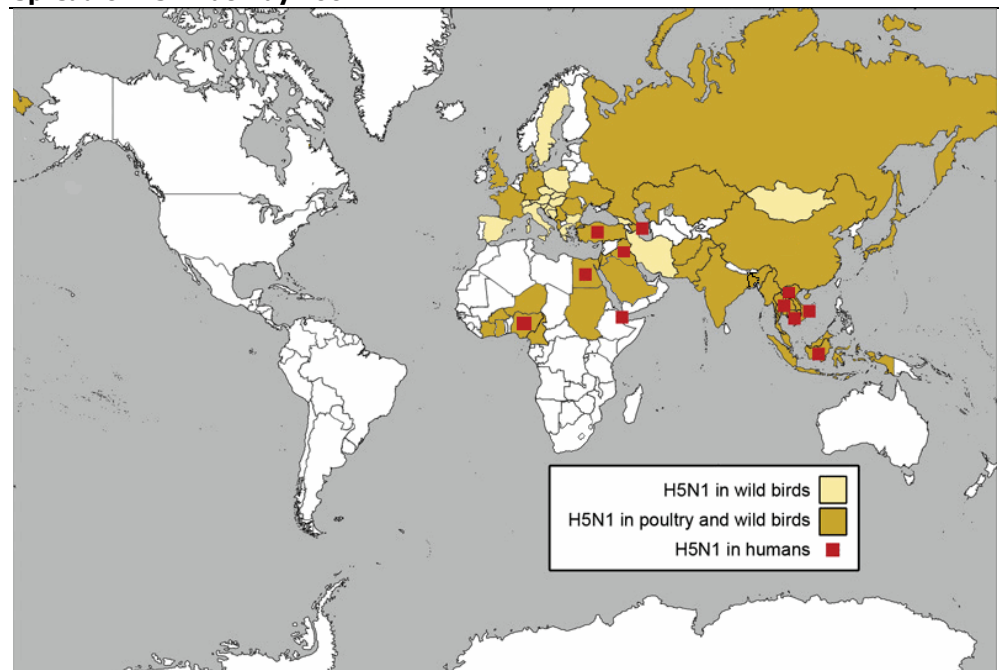 H5N1 in wild birds
H5N1 in poultry and wild birds
H5N1 in humans